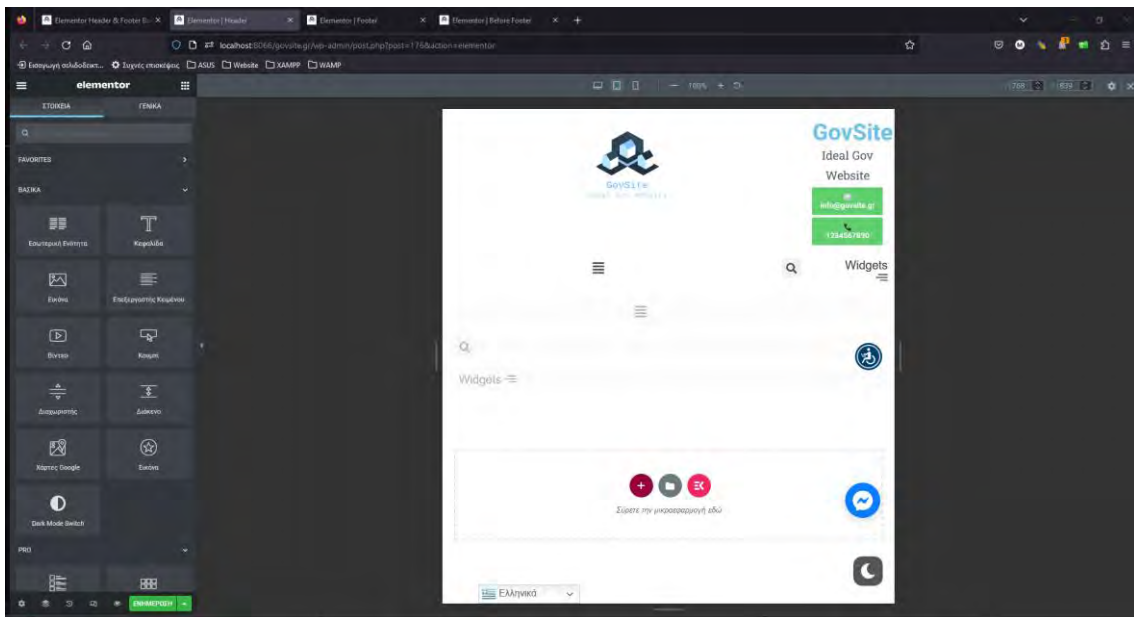 Elementor Header & Footer B
Elementor | Header
Elementor | Footer
Elementor | Before Footer
localhost:8066/govsite.gr/wp-admin/post.php?post=176&action=elementor
Εισαγωγή σελιδοδεικτ...
Συχνές επισκέψεις
ASUS
Website
XAMPP
WAMP
elementor
100%
768
ΣΤΟΙΧΕΙΑ
ΓΕΝΙΚΑ
FAVORITES
ΒΑΣΙΚΑ
Εσωτερική Ενότητα
Κεφαλίδα
Εικόνα
Επεξεργαστής Κειμένου
Βίντεο
Κουμπί
Διαχωριστής
Διάκενο
Χάρτες Google
Εικόνα
Dark Mode Switch
PRO
ΕΝΗΜΕΡΩΣΗ
GovSite
GovSite
Ideal Gov
Website
info@govsite.gr
1234567890
Widgets
Widgets
Σύρετε την μικροεφαρμογή εδώ
Ελληνικά